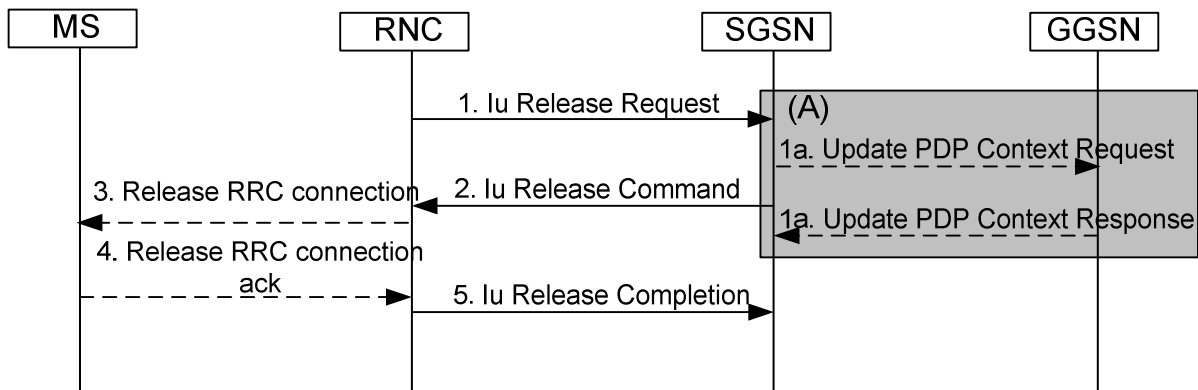 MS
RNC
SGSN
GGSN
1. Iu Release Request
(A)
1a. Update PDP Context Request
3. Release RRC connection
2. Iu Release Command
1a. Update PDP Context Response
4. Release RRC connection
ack
5. Iu Release Completion